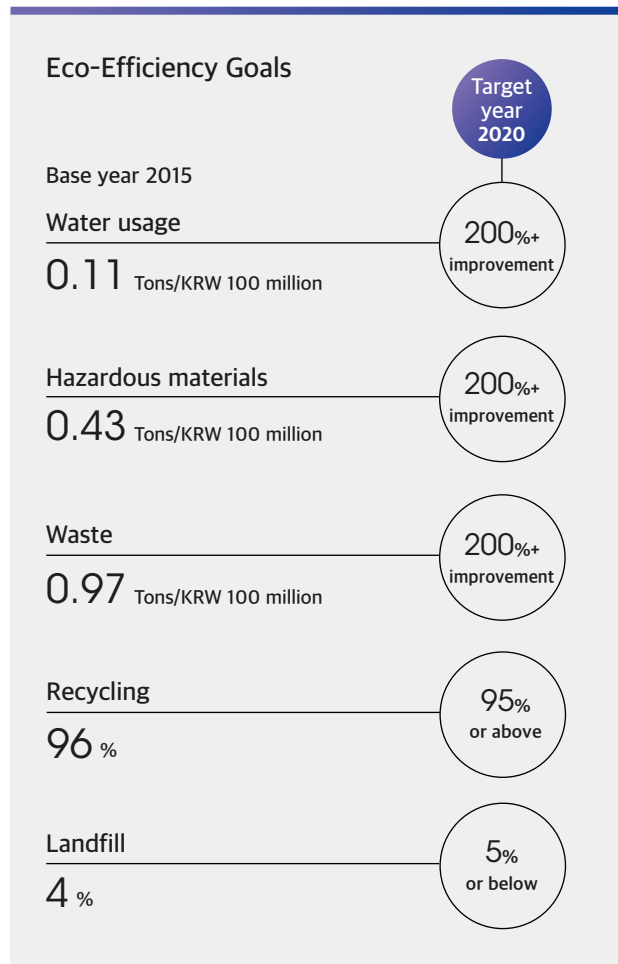 Eco-Efficiency Goals
Target
year
2020
Base year 2015
Water usage
0.11 Tons/KRW 100 million
200%+
improvement
Hazardous materials
0.43 Tons/KRW 100 million
200%+
improvement
Waste
0.97 Tons/KRW 100 million
200%+
improvement
Recycling
96 %
95%
or above
Landfill
4 %
5%
or below